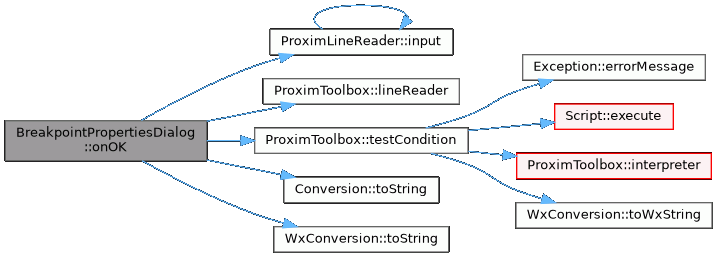 BreakpointPropertiesDialog
::onOK
ProximLineReader::input
ProximToolbox::lineReader
ProximToolbox::testCondition
Conversion::toString
WxConversion::toString
Exception::errorMessage
Script::execute
ProximToolbox::interpreter
WxConversion::toWxString